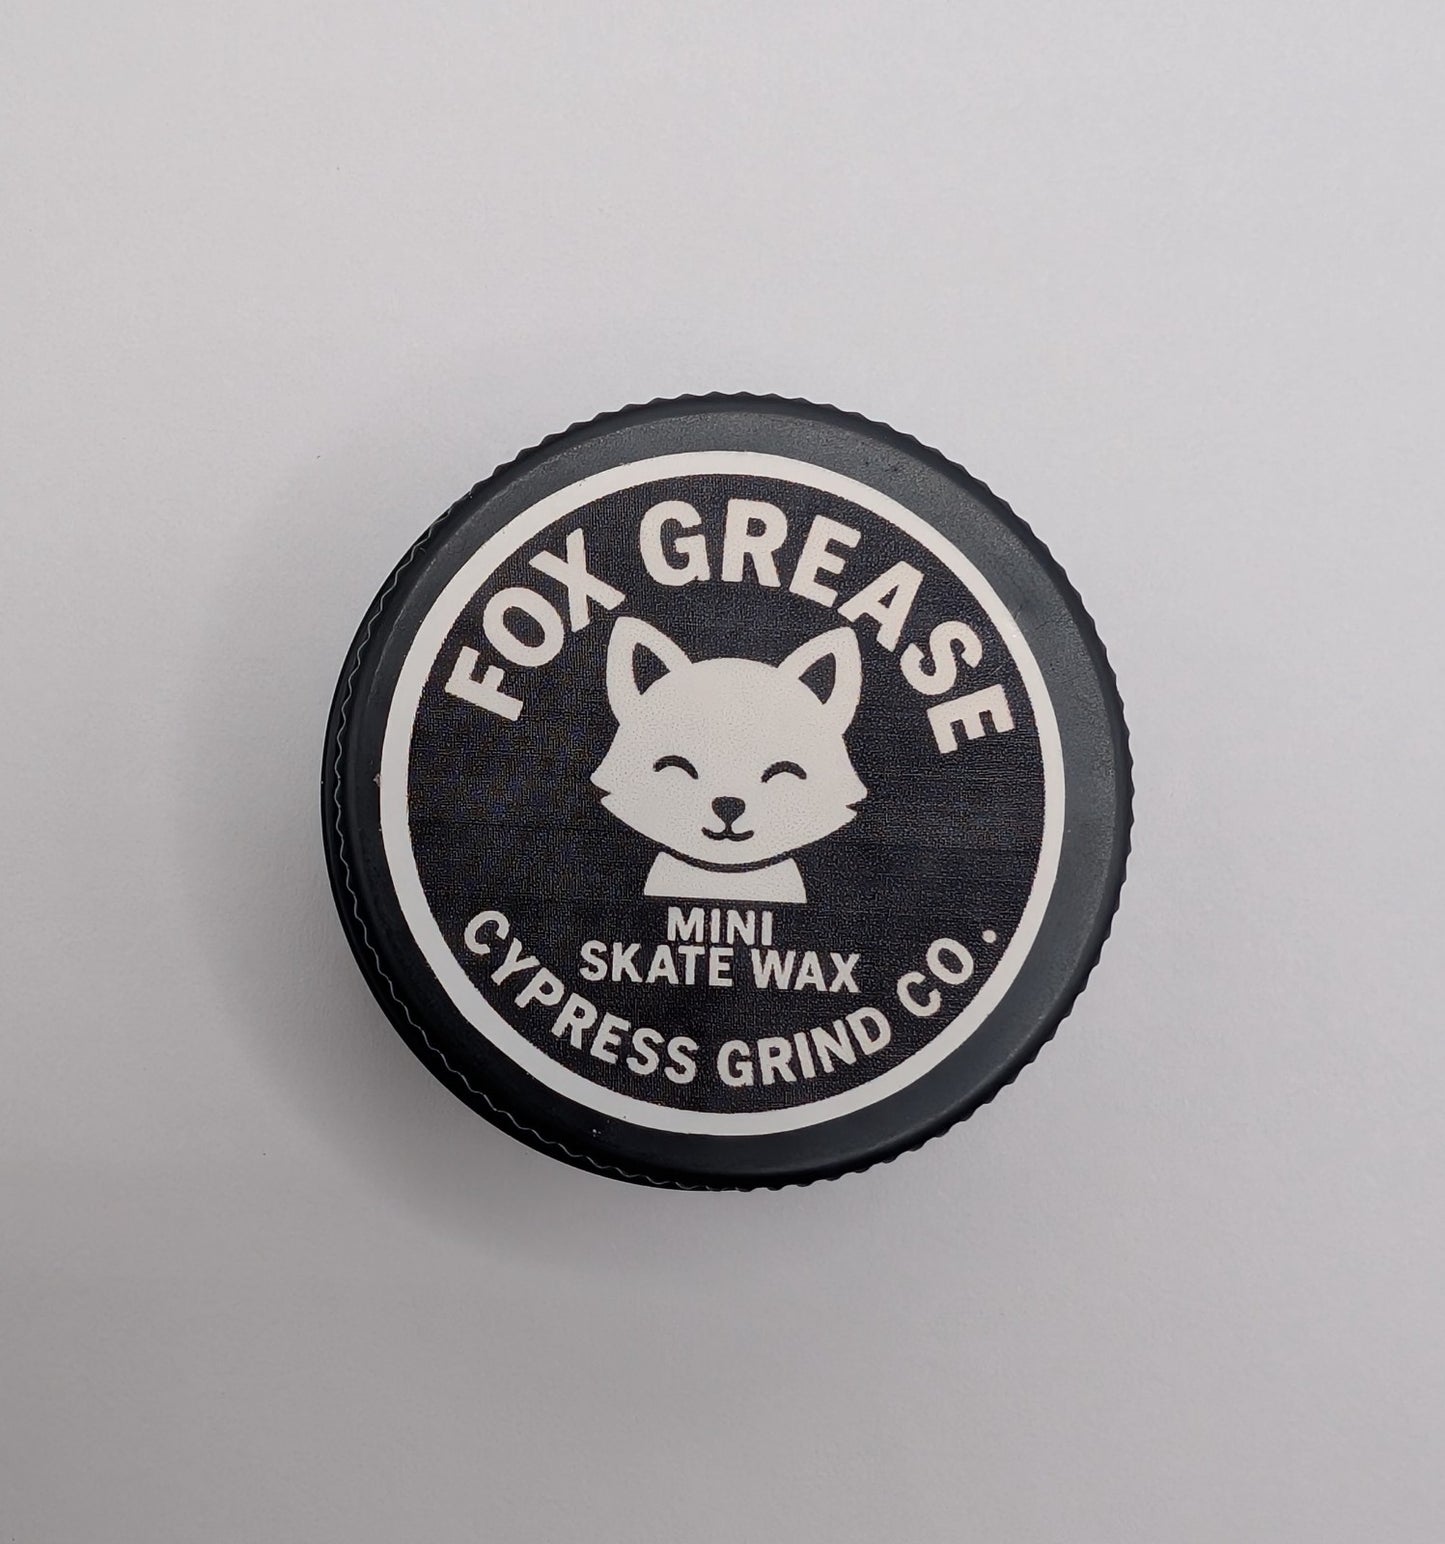 FOX GREASE
MINI
SKATE WAX
CYPRESS GRIND CO.